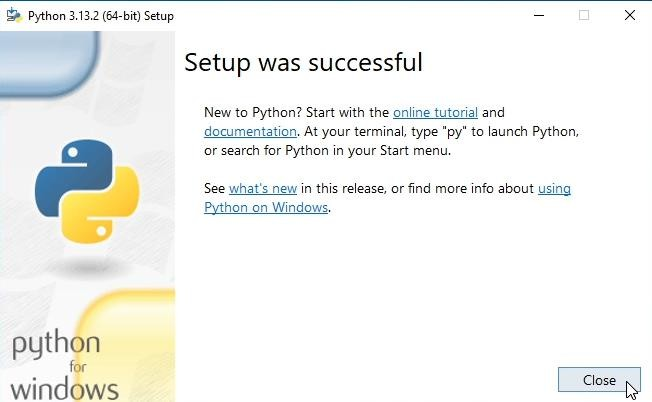 Python 3.13.2 (64-bit) Setup
Setup was successful
New to Python? Start with the online tutorial and
documentation. At your terminal, type "py" to launch Python,
or search for Python in your Start menu.
See what's new in this release, or find more info about using
Python on Windows.
python
for
windows
Close